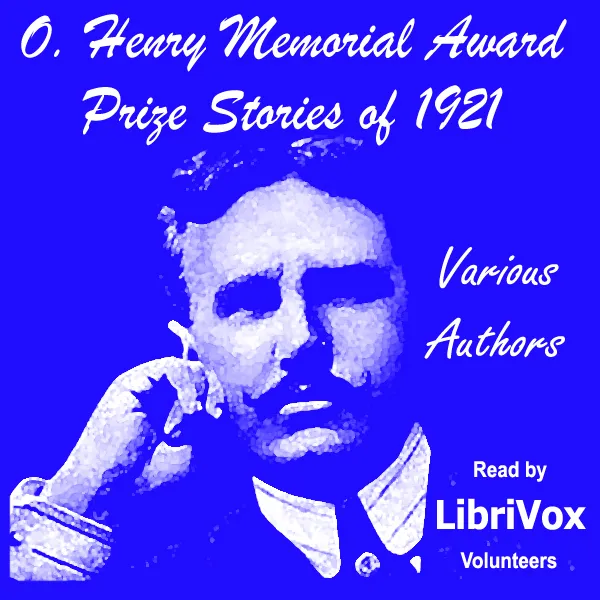 O. Henry Memorial Award
Prize Stories of 1921
Various
Authors
Read by
LibriVox
Volunteers